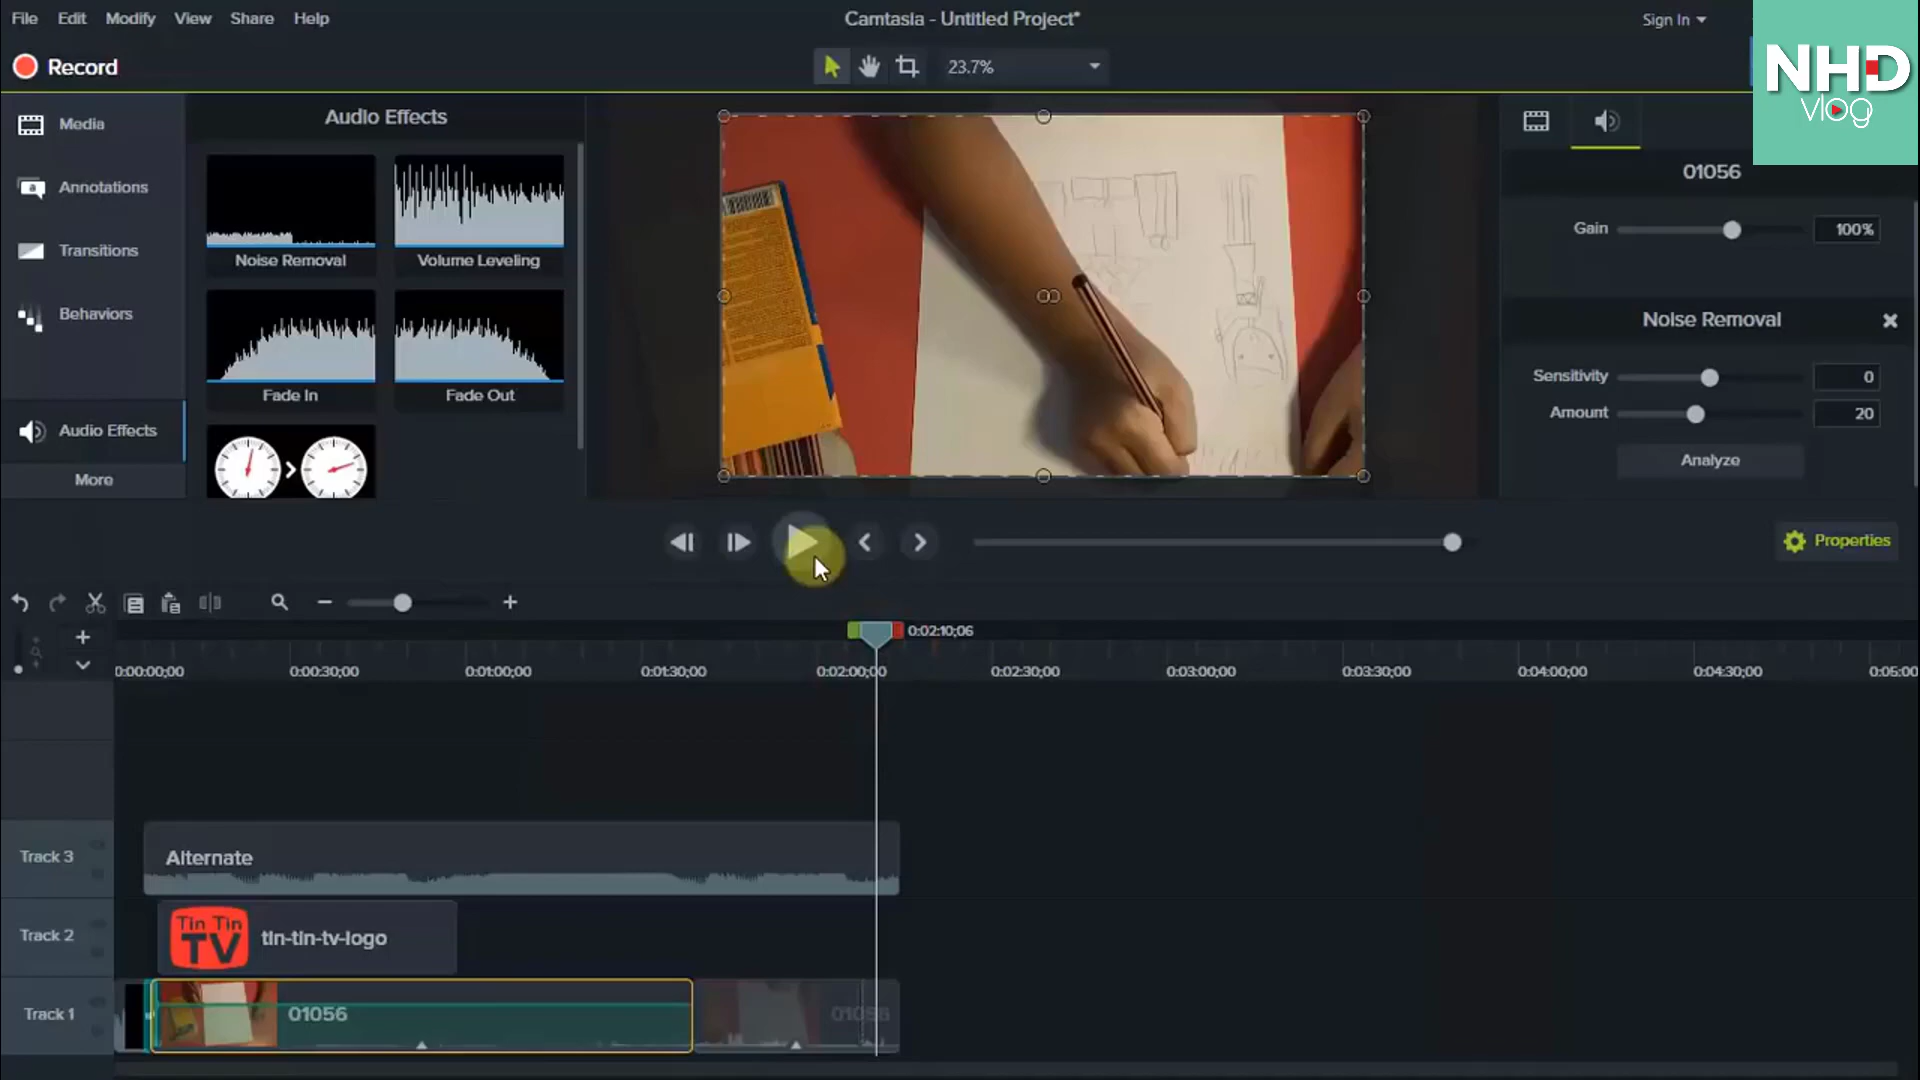 File Edit Modify View Share Help
Camtasia - Untitled Project*
Sign In
NHD
vlog
Record
23.7%
Media
Annotations
Transitions
Behaviors
Audio Effects
More
Audio Effects
Noise Removal
Volume Leveling
Fade In
Fade Out
01056
Gain 100%
Noise Removal
Sensitivity 0
Amount 20
Analyze
Properties
0:02:10;06
0:00:00;00 0:00:30;00 0:01:00;00 0:01:30;00 0:02:00;00 0:02:30;00 0:03:00;00 0:03:30;00 0:04:00;00 0:04:30;00 0:05:00
Track 3
Alternate
Track 2
Tin Tin
TV
tin-tin-tv-logo
Track 1
01056
01056